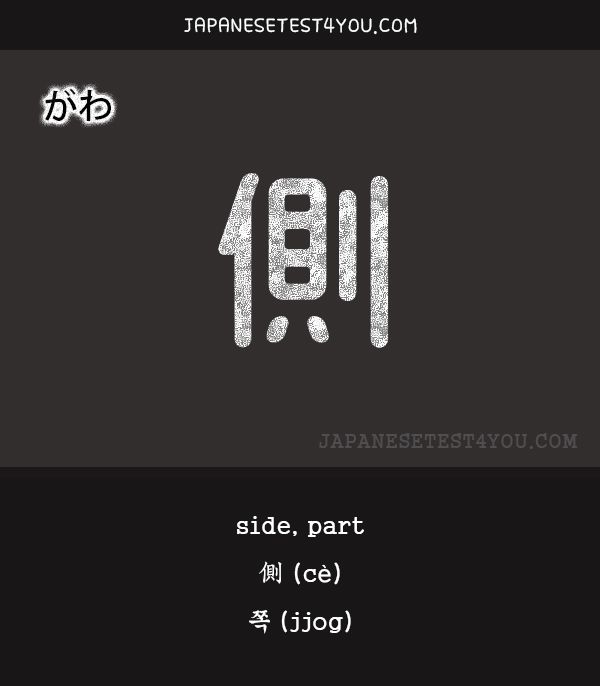 JAPANESETEST4YOU.COM
がわ
側
JAPANESETEST4YOU.COM
side, part
側 (cè)
쪽 (jjog)